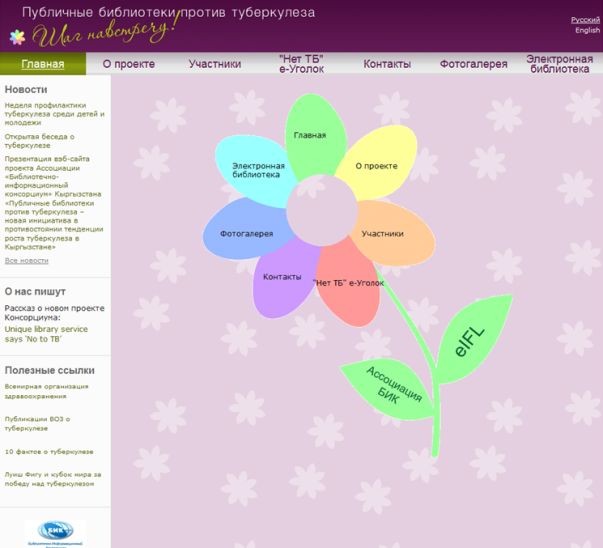 Публичные библиотеки против туберкулеза
Шаг навстречу!
Русский
English
Главная
О проекте
Участники
"Нет ТБ"
е-Уголок
Контакты
Фотогалерея
Электронная
библиотека
Новости
Неделя профилактики
туберкулеза среди детей и
молодежи
Открытая беседа о
туберкулезе
Презентация вэб-сайта
проекта Ассоциации
«Библиотечно-
информационный
консорциум» Кыргызстана
«Публичные библиотеки
против туберкулеза –
новая инициатива в
противостоянии тенденции
роста туберкулеза в
Кыргызстане»
Все новости
О нас пишут
Рассказ о новом проекте
Консорциума:
Unique library service
says 'No to TB'
Полезные ссылки
Всемирная организация
здравоохранения
Публикации ВОЗ о
туберкулезе
10 фактов о туберкулезе
Луиш Фигу и кубок мира за
победу над туберкулезом
БИК
Главная
О проекте
Электронная
библиотека
Фотогалерея
Участники
Контакты
"Нет ТБ" е-Уголок
eIFL
Ассоциация
БИК